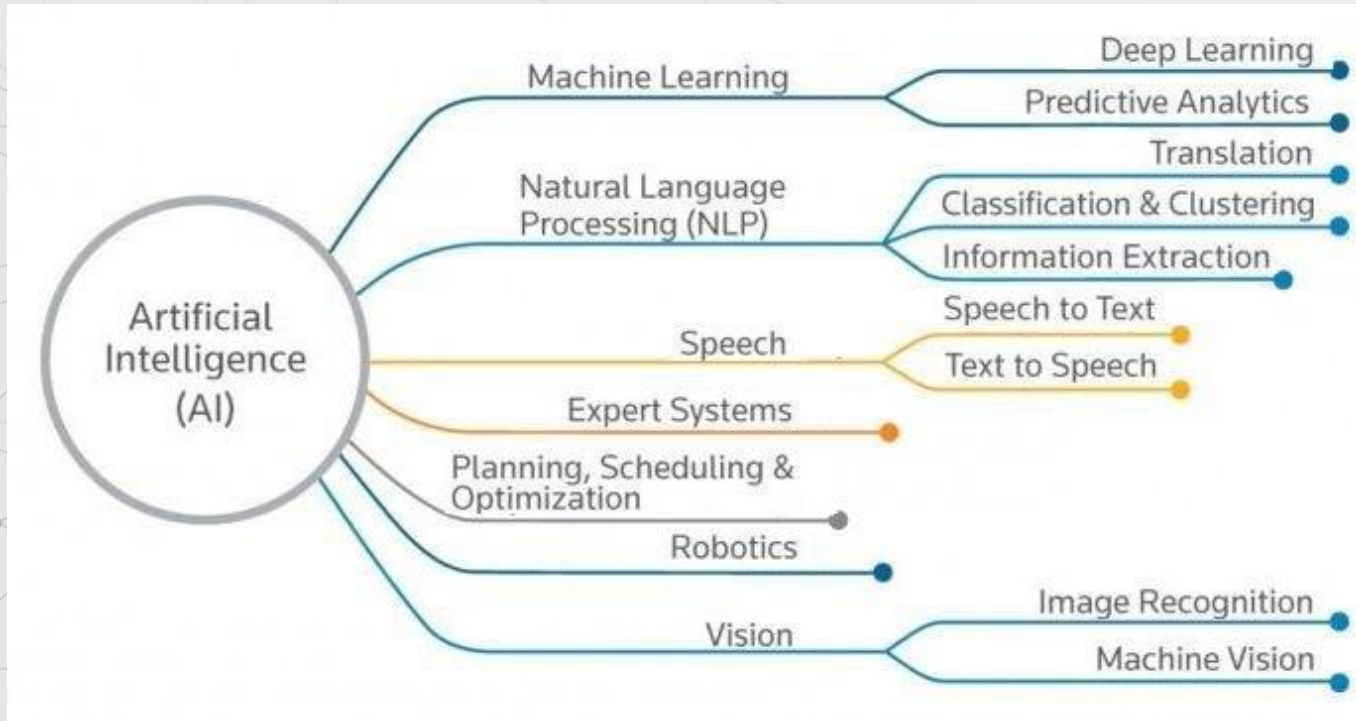 Artificial
Intelligence
(AI)
Machine Learning
Deep Learning
Predictive Analytics
Natural Language
Processing (NLP)
Translation
Classification & Clustering
Information Extraction
Speech
Speech to Text
Text to Speech
Expert Systems
Planning, Scheduling &
Optimization
Robotics
Vision
Image Recognition
Machine Vision